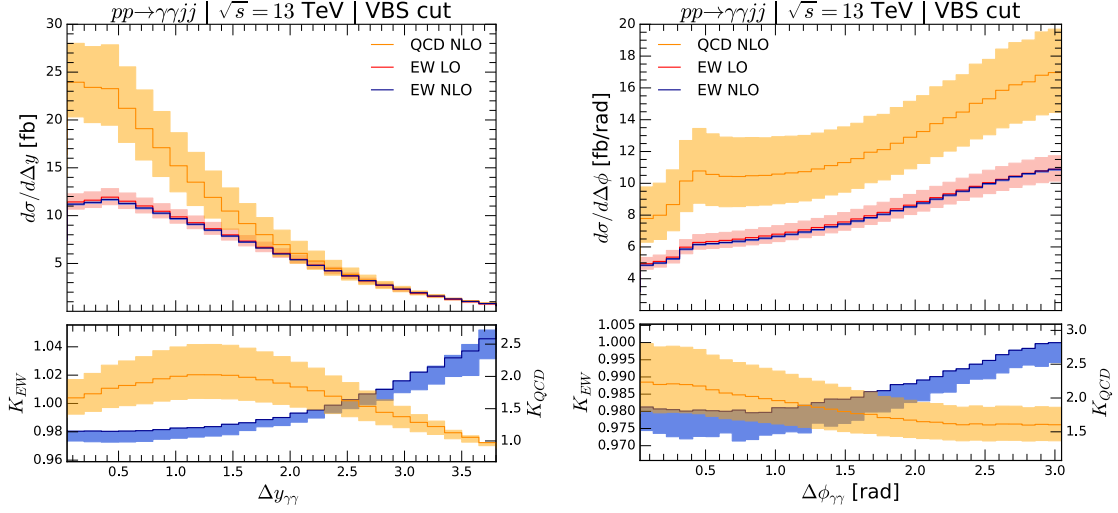 pp→γγjj | √s = 13 TeV | VBS cut
dσ/dΔy [fb]
30
25
20
15
10
5
QCD NLO
EW LO
EW NLO
K_EW
1.04
1.02
1.00
0.98
0.96
2.5
2.0
1.5
1.0
K_QCD
0.5 1.0 1.5 2.0 2.5 3.0 3.5
Δy_γγ
pp→γγjj | √s = 13 TeV | VBS cut
dσ/dΔϕ [fb/rad]
20
18
16
14
12
10
8
6
4
2
QCD NLO
EW LO
EW NLO
K_EW
1.005
1.000
0.995
0.990
0.985
0.980
0.975
0.970
3.0
2.5
2.0
1.5
K_QCD
0.5 1.0 1.5 2.0 2.5 3.0
Δϕ_γγ [rad]